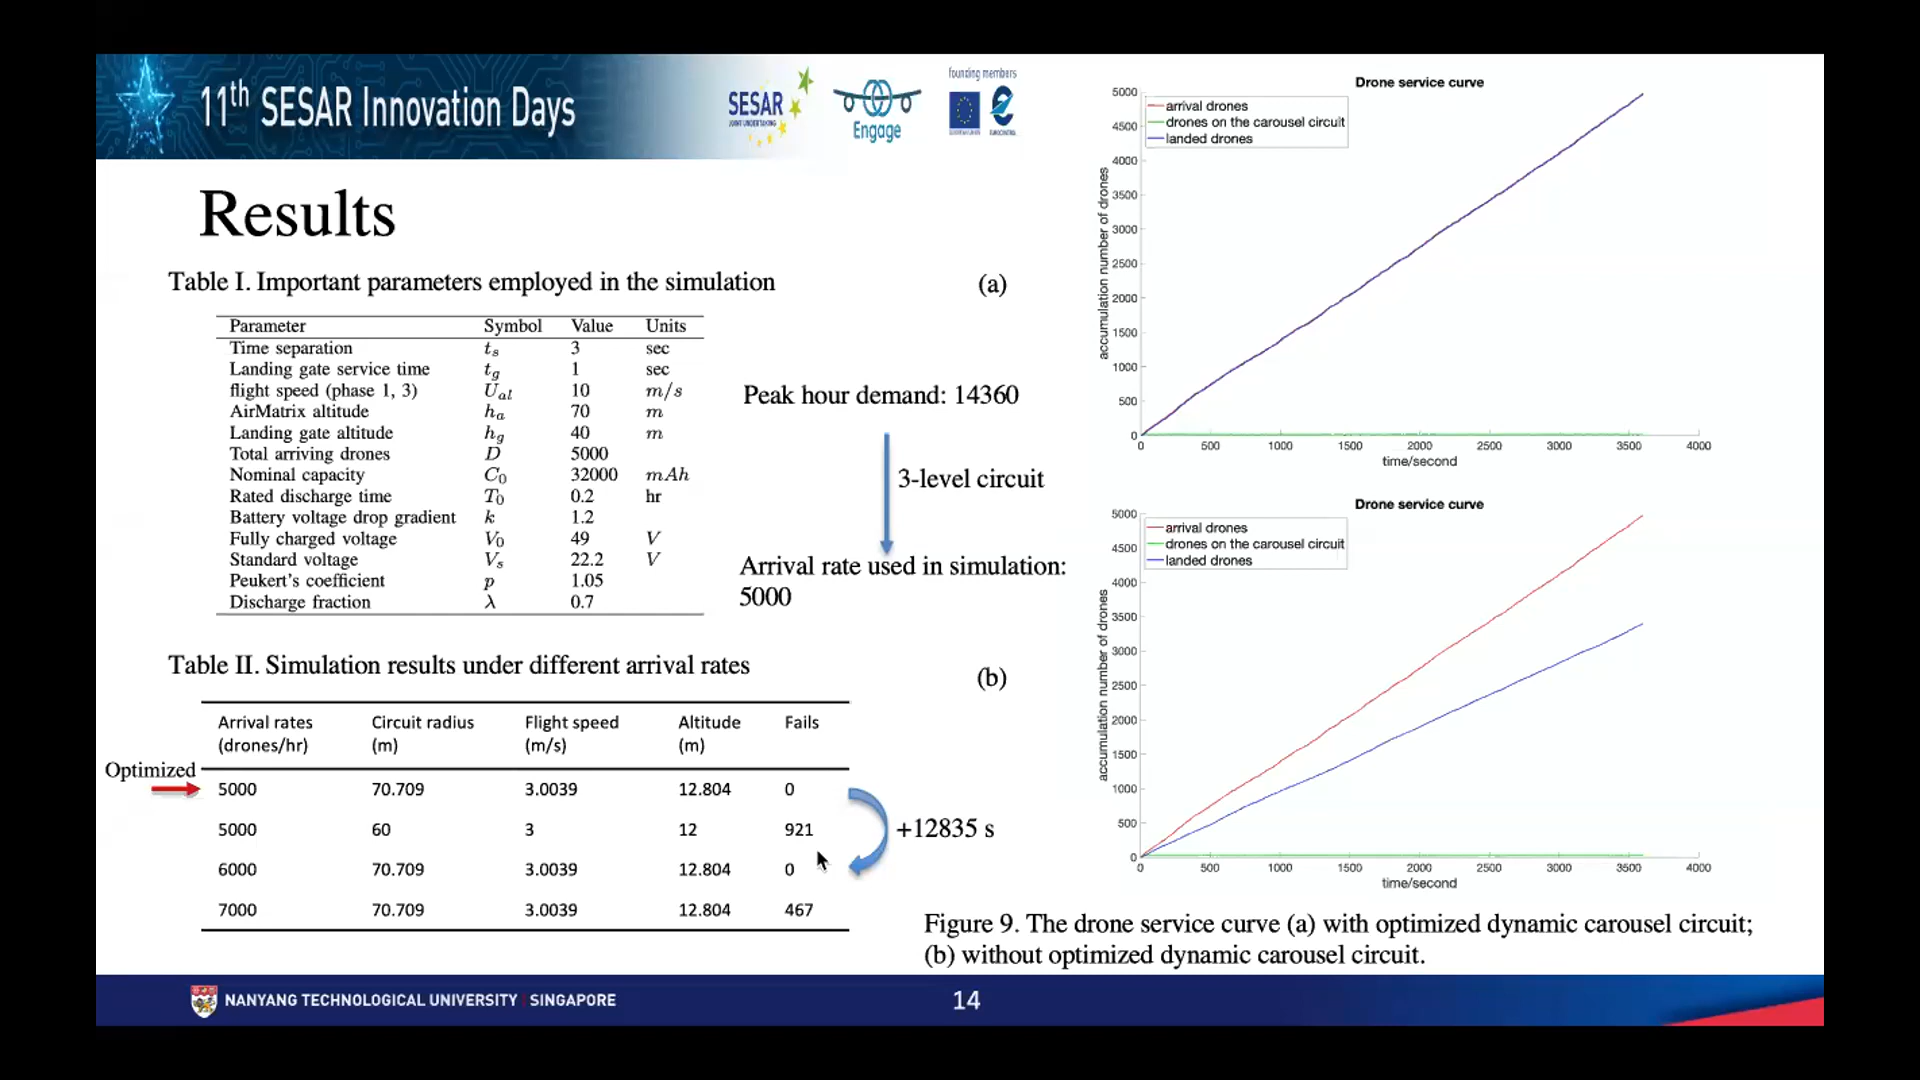 11th SESAR Innovation Days
SESAR
JOINT UNDERTAKING
Engage
founding members
EUROPEAN UNION
EUROCONTROL
Results
Table I. Important parameters employed in the simulation
Parameter Symbol Value Units
Time separation tₛ 3 sec
Landing gate service time t_g 1 sec
flight speed (phase 1, 3) U_al 10 m/s
AirMatrix altitude hₐ 70 m
Landing gate altitude h_g 40 m
Total arriving drones D 5000
Nominal capacity C₀ 32000 mAh
Rated discharge time T₀ 0.2 hr
Battery voltage drop gradient k 1.2
Fully charged voltage V₀ 49 V
Standard voltage Vₛ 22.2 V
Peukert's coefficient p 1.05
Discharge fraction λ 0.7
Peak hour demand: 14360
3-level circuit
Arrival rate used in simulation:
5000
Table II. Simulation results under different arrival rates
Arrival rates Circuit radius Flight speed Altitude Fails
(drones/hr) (m) (m/s) (m)
Optimized
5000 70.709 3.0039 12.804 0
5000 60 3 12 921
6000 70.709 3.0039 12.804 0
7000 70.709 3.0039 12.804 467
+12835 s
(a)
Drone service curve
arrival drones
drones on the carousel circuit
landed drones
accumulation number of drones
5000
4500
4000
3500
3000
2500
2000
1500
1000
500
0
0 500 1000 1500 2000 2500 3000 3500 4000
time/second
(b)
Drone service curve
arrival drones
drones on the carousel circuit
landed drones
accumulation number of drones
5000
4500
4000
3500
3000
2500
2000
1500
1000
500
0
0 500 1000 1500 2000 2500 3000 3500 4000
time/second
Figure 9. The drone service curve (a) with optimized dynamic carousel circuit;
(b) without optimized dynamic carousel circuit.
NANYANG TECHNOLOGICAL UNIVERSITY | SINGAPORE
14